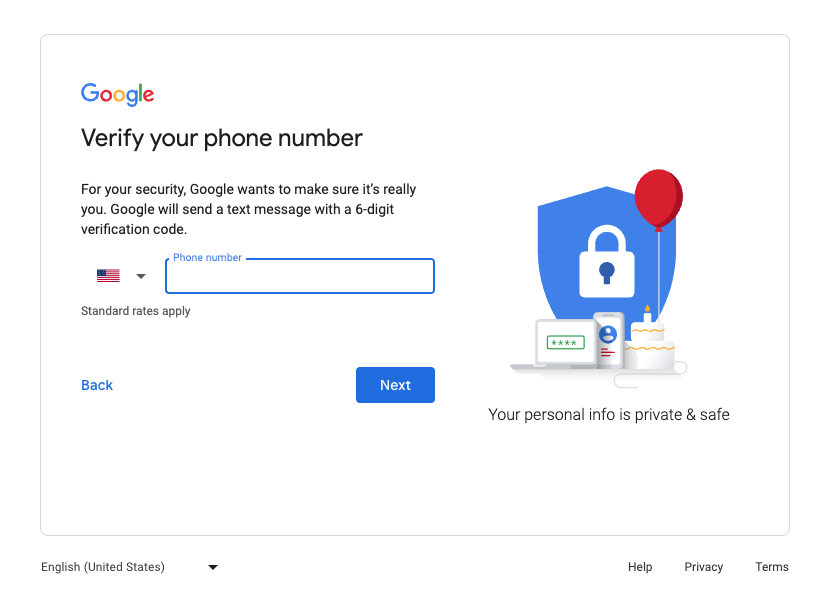 Google
Verify your phone number
For your security, Google wants to make sure it's really
you. Google will send a text message with a 6-digit
verification code.
Phone number
Standard rates apply
Back
Next
****
Your personal info is private & safe
English (United States)
Help
Privacy
Terms